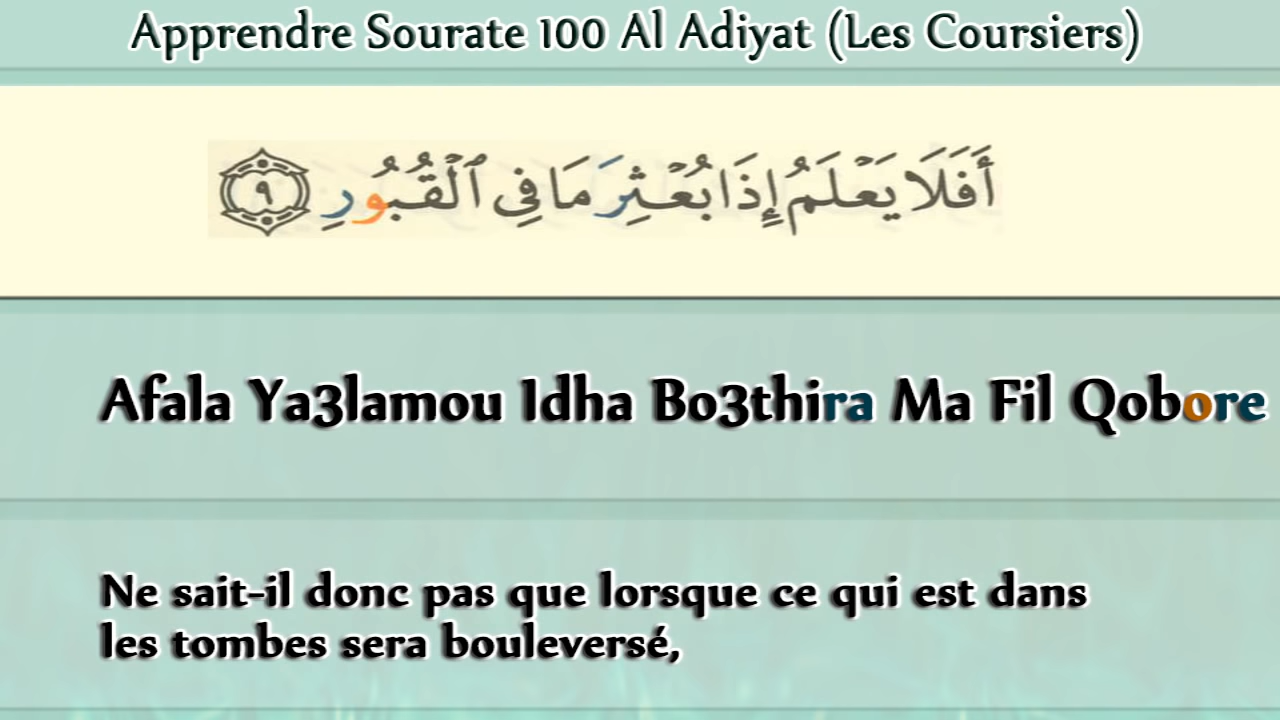 Apprendre Sourate 100 Al Adiyat (Les Coursiers)
أَفَلَا يَعْلَمُ إِذَا بُعْثِرَ مَا فِي ٱلْقُبُورِ ٩
Afala Ya3lamou Idha Bo3thira Ma Fil Qobore
Ne sait-il donc pas que lorsque ce qui est dans
les tombes sera bouleversé,